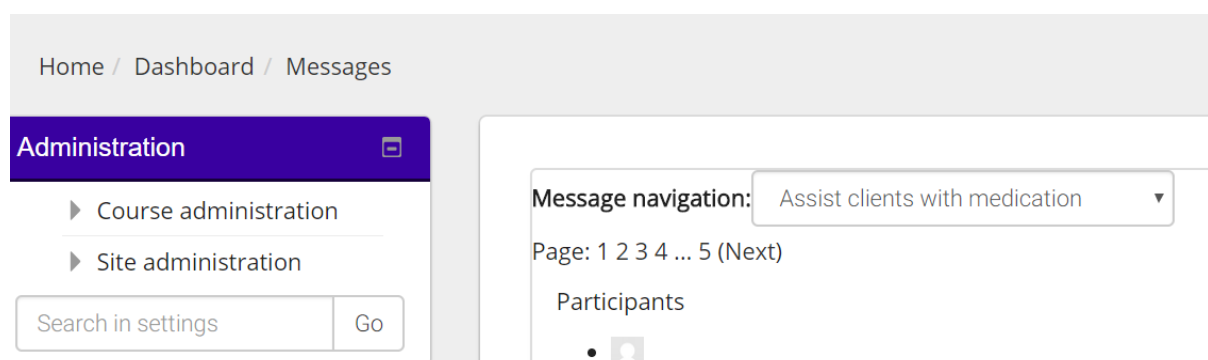 Home / Dashboard / Messages
Administration
Course administration
Site administration
Search in settings Go
Message navigation: Assist clients with medication
Page: 1 2 3 4 ... 5 (Next)
Participants